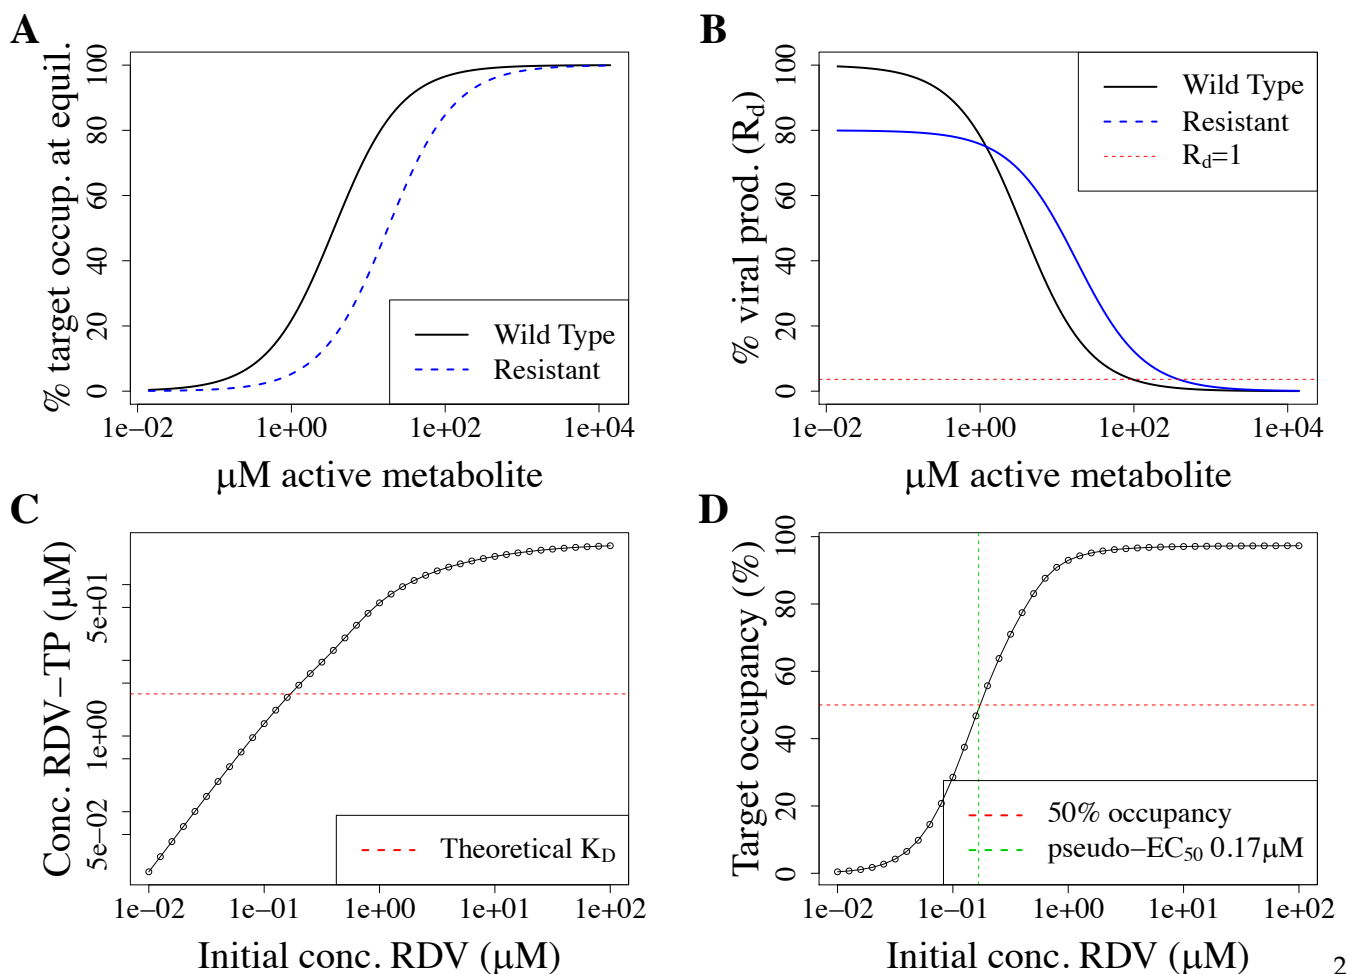 A
% target occup. at equil.
100
80
60
40
20
0
Wild Type
Resistant
1e−02
1e+00
1e+02
1e+04
μM active metabolite
B
% viral prod. (Rd)
100
80
60
40
20
0
Wild Type
Resistant
Rd=1
1e−02
1e+00
1e+02
1e+04
μM active metabolite
C
Conc. RDV−TP (μM)
5e+01
1e+00
1e+00
5e−02
5e−02
Theoretical KD
1e−02
1e−01
1e+00
1e+01
1e+02
Initial conc. RDV (μM)
D
Target occupancy (%)
100
80
60
40
20
0
50% occupancy
pseudo−EC50 0.17μM
1e−02
1e−01
1e+00
1e+01
1e+02
Initial conc. RDV (μM)
2